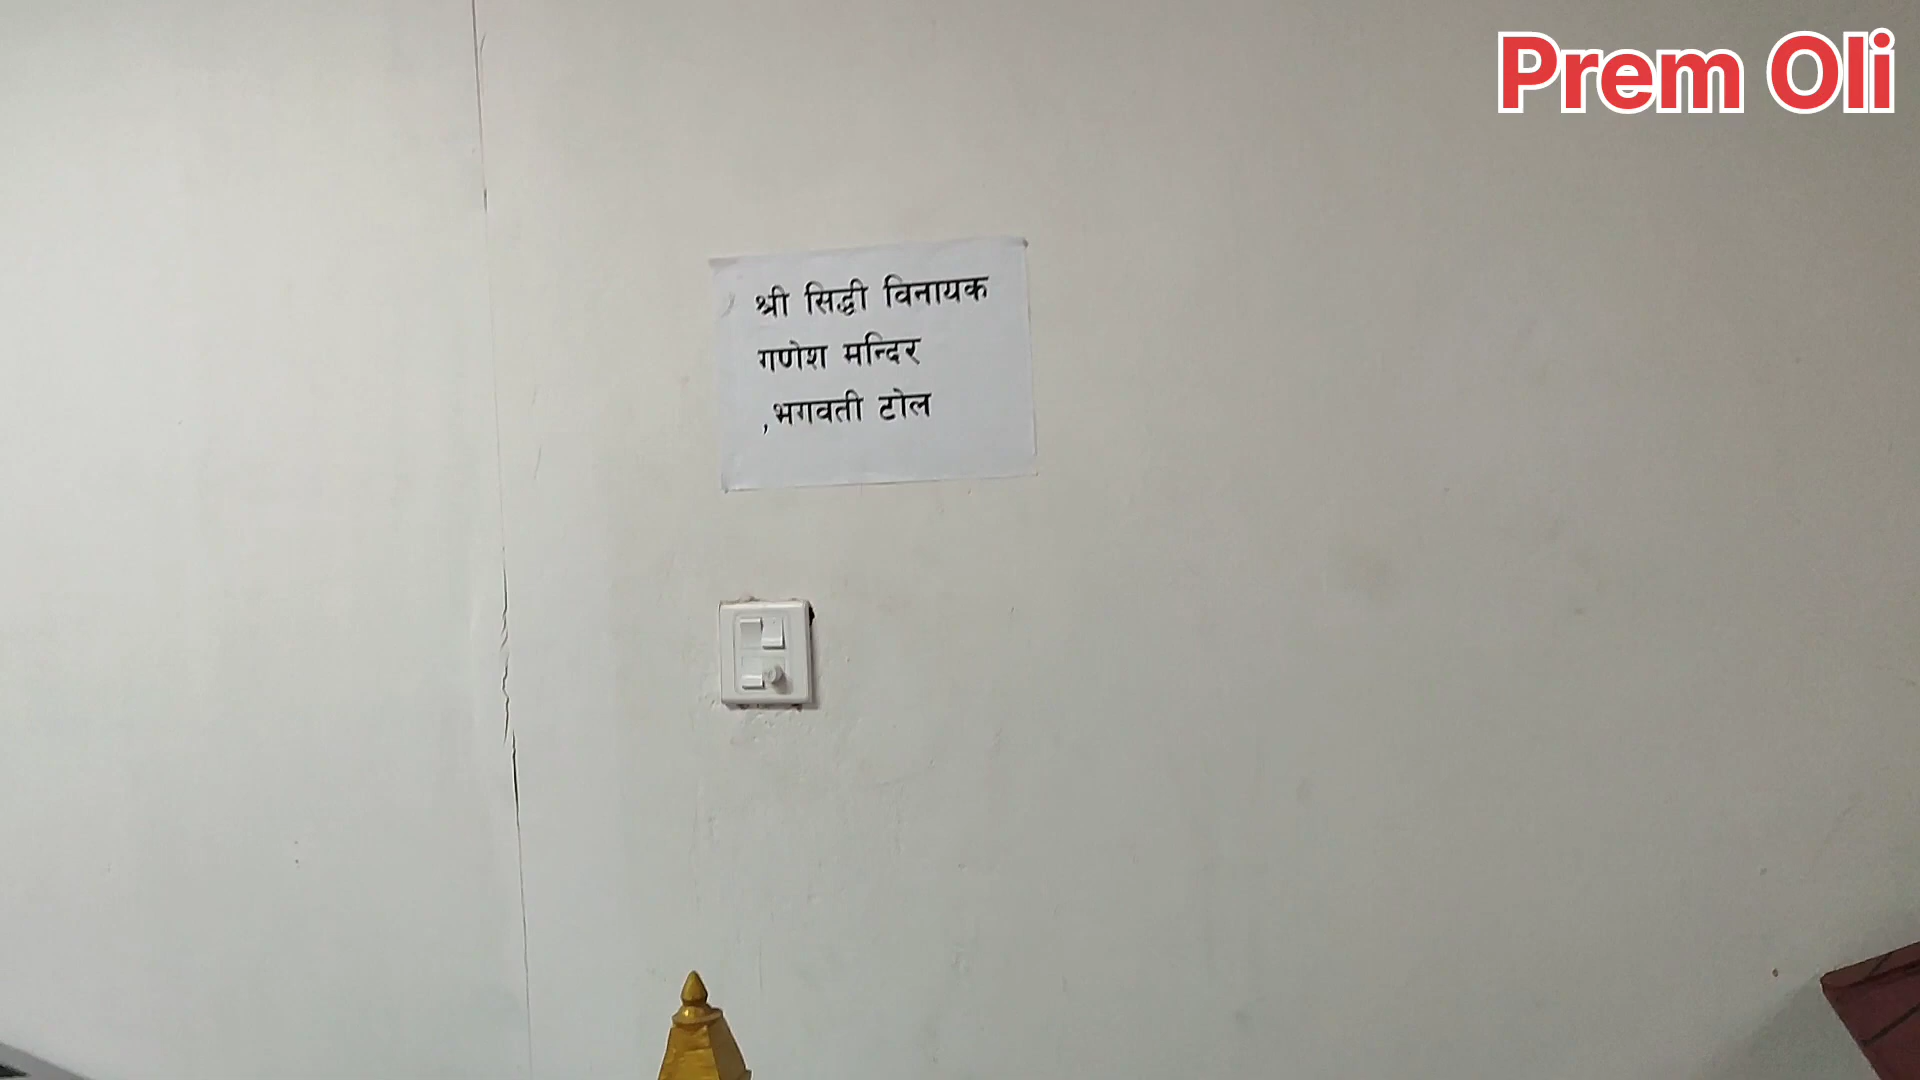 Prem Oli
श्री सिद्धी विनायक
गणेश मन्दिर
,भगवती टोल